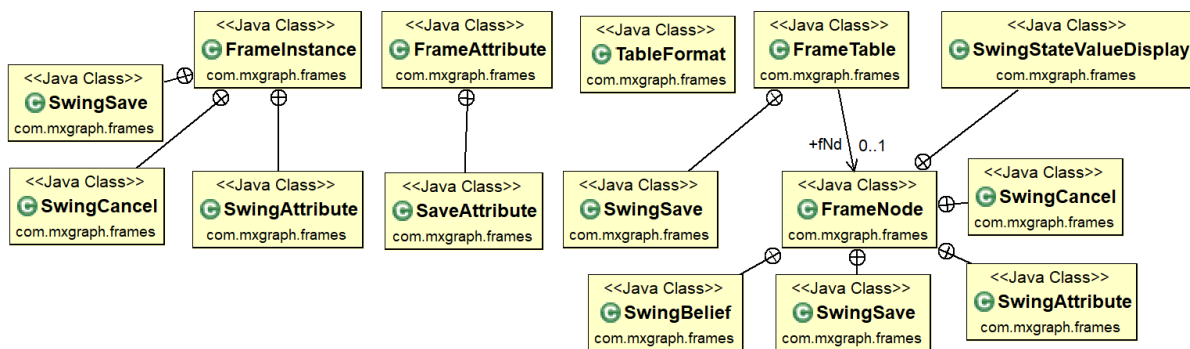 <<Java Class>>
FrameInstance
com.mxgraph.frames
<<Java Class>>
FrameAttribute
com.mxgraph.frames
<<Java Class>>
TableFormat
com.mxgraph.frames
<<Java Class>>
FrameTable
com.mxgraph.frames
<<Java Class>>
SwingStateValueDisplay
com.mxgraph.frames
<<Java Class>>
SwingSave
com.mxgraph.frames
+fNd 0..1
<<Java Class>>
SwingCancel
com.mxgraph.frames
<<Java Class>>
SwingAttribute
com.mxgraph.frames
<<Java Class>>
SaveAttribute
com.mxgraph.frames
<<Java Class>>
SwingSave
com.mxgraph.frames
<<Java Class>>
FrameNode
com.mxgraph.frames
<<Java Class>>
SwingCancel
com.mxgraph.frames
<<Java Class>>
SwingBelief
com.mxgraph.frames
<<Java Class>>
SwingSave
com.mxgraph.frames
<<Java Class>>
SwingAttribute
com.mxgraph.frames